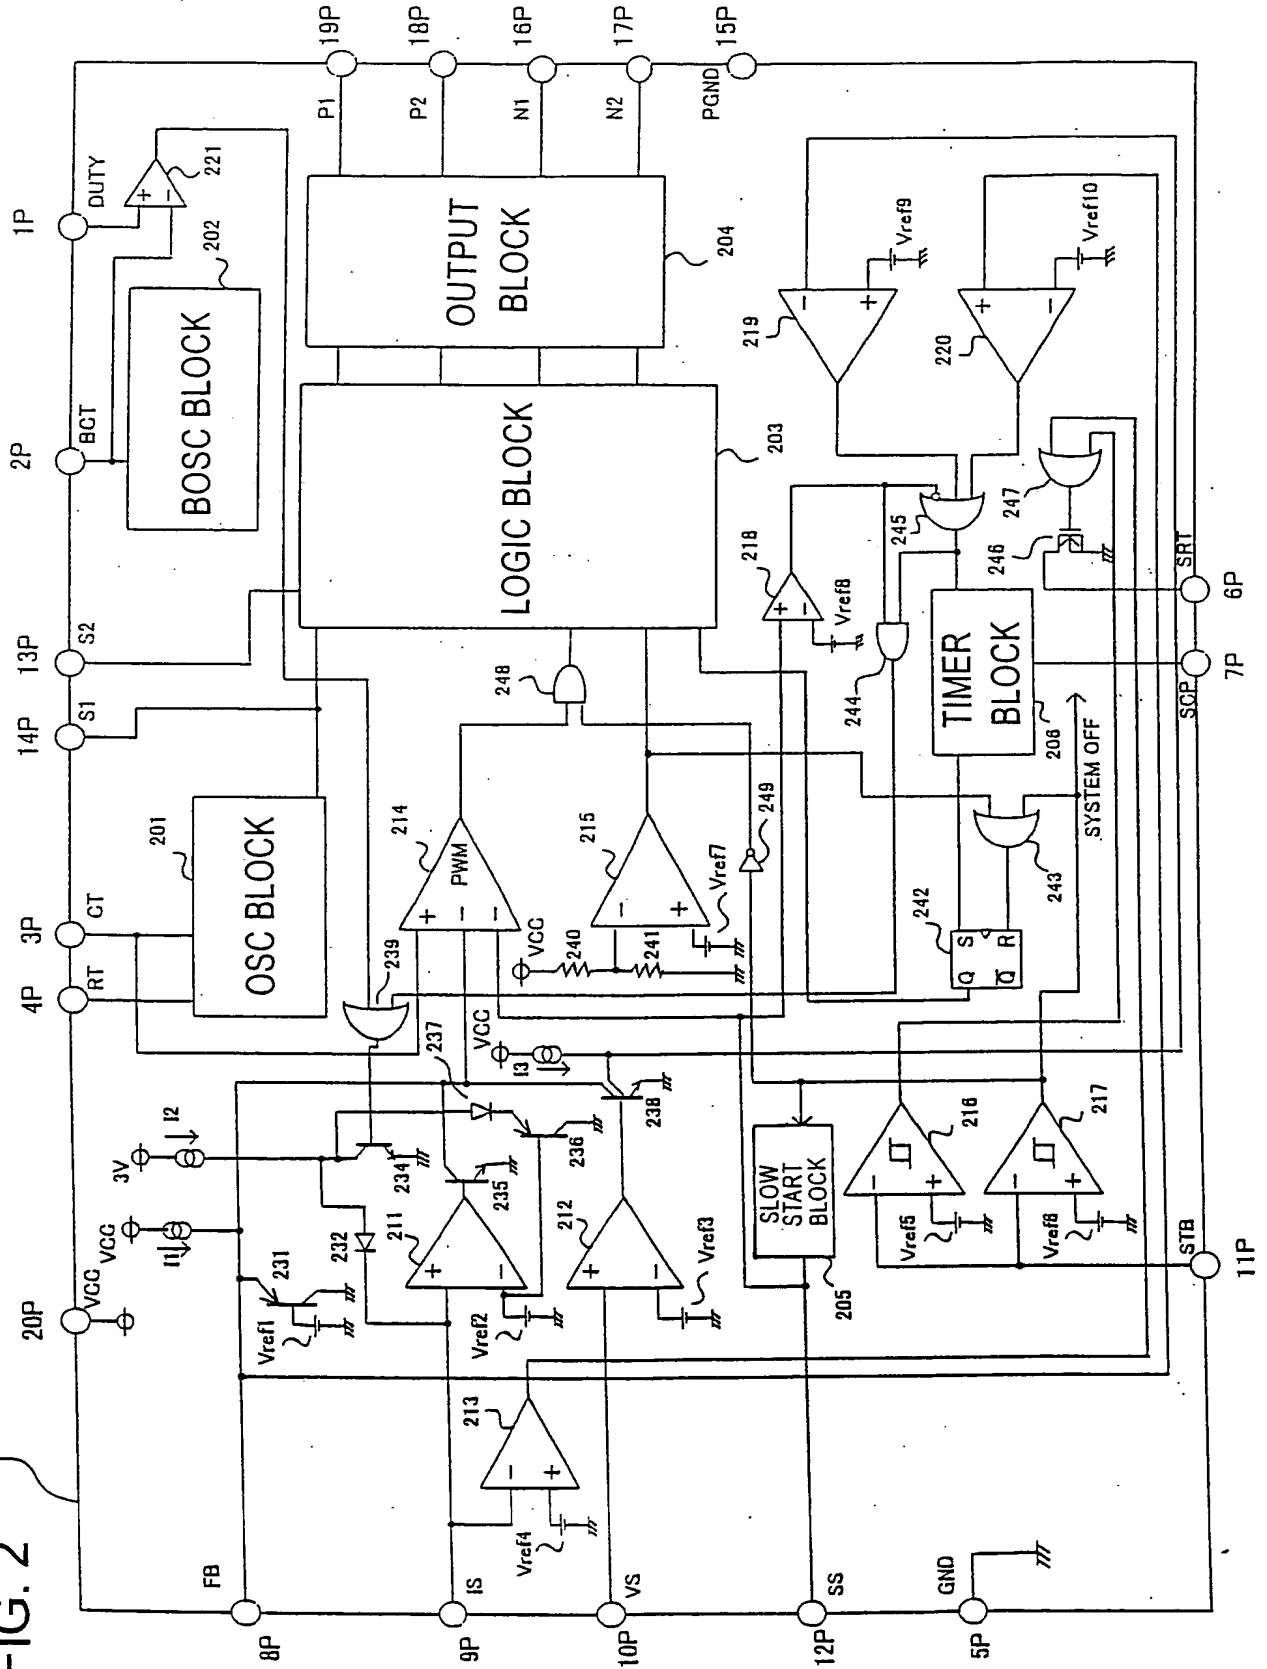 FIG. 2
19P
18P
16P
17P
15P
P1
P2
N1
N2
PGND
1P
DUTY
221
202
BOSC BLOCK
2P
BCT
OUTPUT
BLOCK
204
LOGIC BLOCK
203
219
Vref9
220
Vref10
13P
S2
14P
S1
201
OSC BLOCK
3P
CT
4P
RT
239
248
214
PWM
215
Vref7
VCC
240
241
249
218
Vref8
244
245
247
246
TIMER
BLOCK
206
SYSTEM OFF
SRT
6P
SCP
7P
242
S
R
Q
Q
243
3V
I2
VCC
I1
20P
VCC
231
Vref1
232
234
237
235
236
VCC
I3
238
211
Vref2
212
Vref3
SLOW
START
BLOCK
205
216
Vref5
217
Vref6
STB
11P
213
Vref4
FB
8P
IS
9P
VS
10P
SS
12P
GND
5P